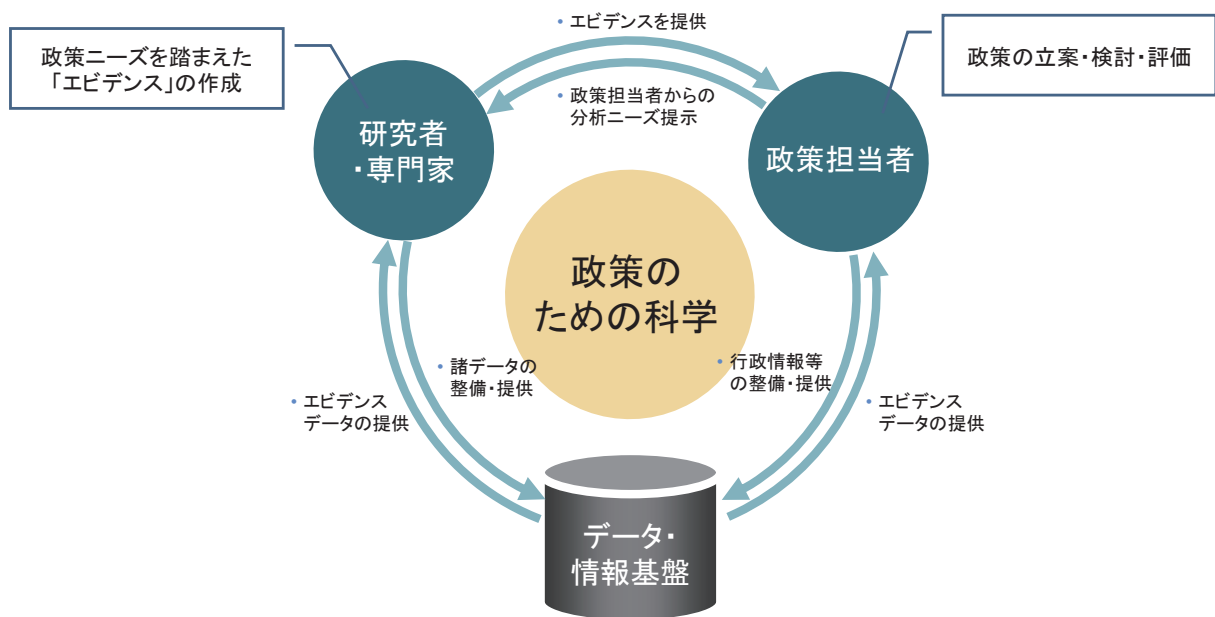 • エビデンスを提供
政策ニーズを踏まえた
「エビデンス」の作成
政策の立案・検討・評価
• 政策担当者からの
分析ニーズ提示
研究者
・専門家
政策担当者
政策の
ための科学
• 諸データの
整備・提供
• 行政情報等
の整備・提供
• エビデンス
データの提供
• エビデンス
データの提供
データ・
情報基盤